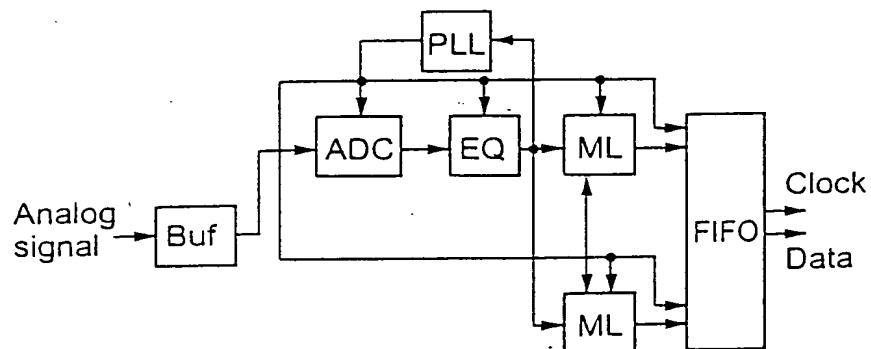 PLL
ADC
EQ
ML
Analog
signal
Buf
FIFO
Clock
Data
ML